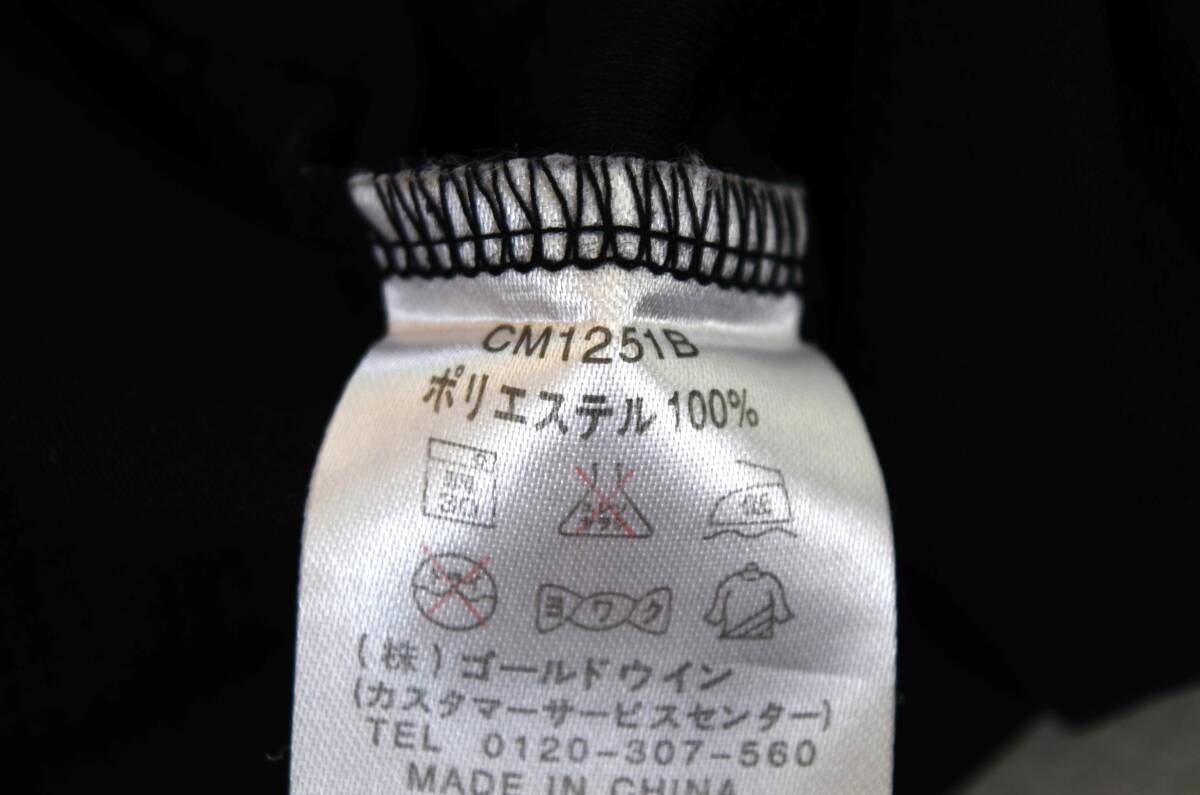 CM1251B
ポリエステル100%
ヨワク
(株)ゴールドウイン
(カスタマーサービスセンター)
TEL 0120-307-560
MADE IN CHINA